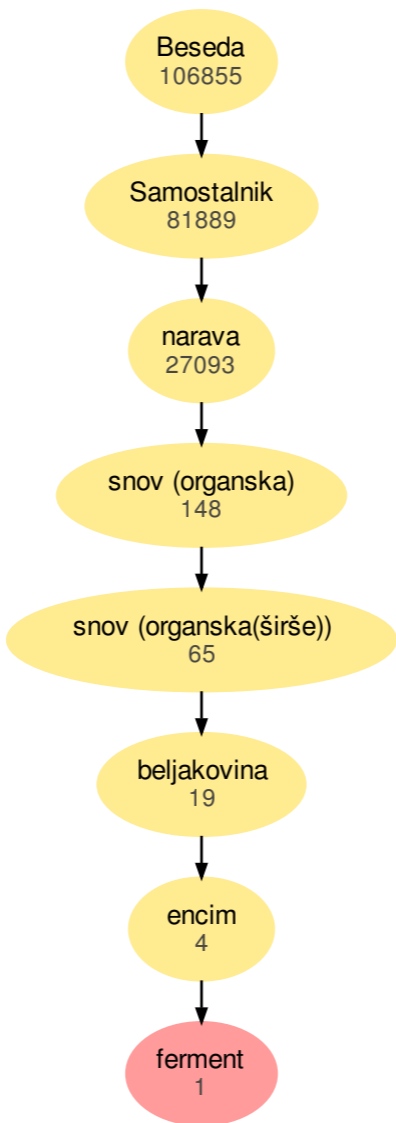 Beseda
106855
Samostalnik
81889
narava
27093
snov (organska)
148
snov (organska(širše))
65
beljakovina
19
encim
4
ferment
1